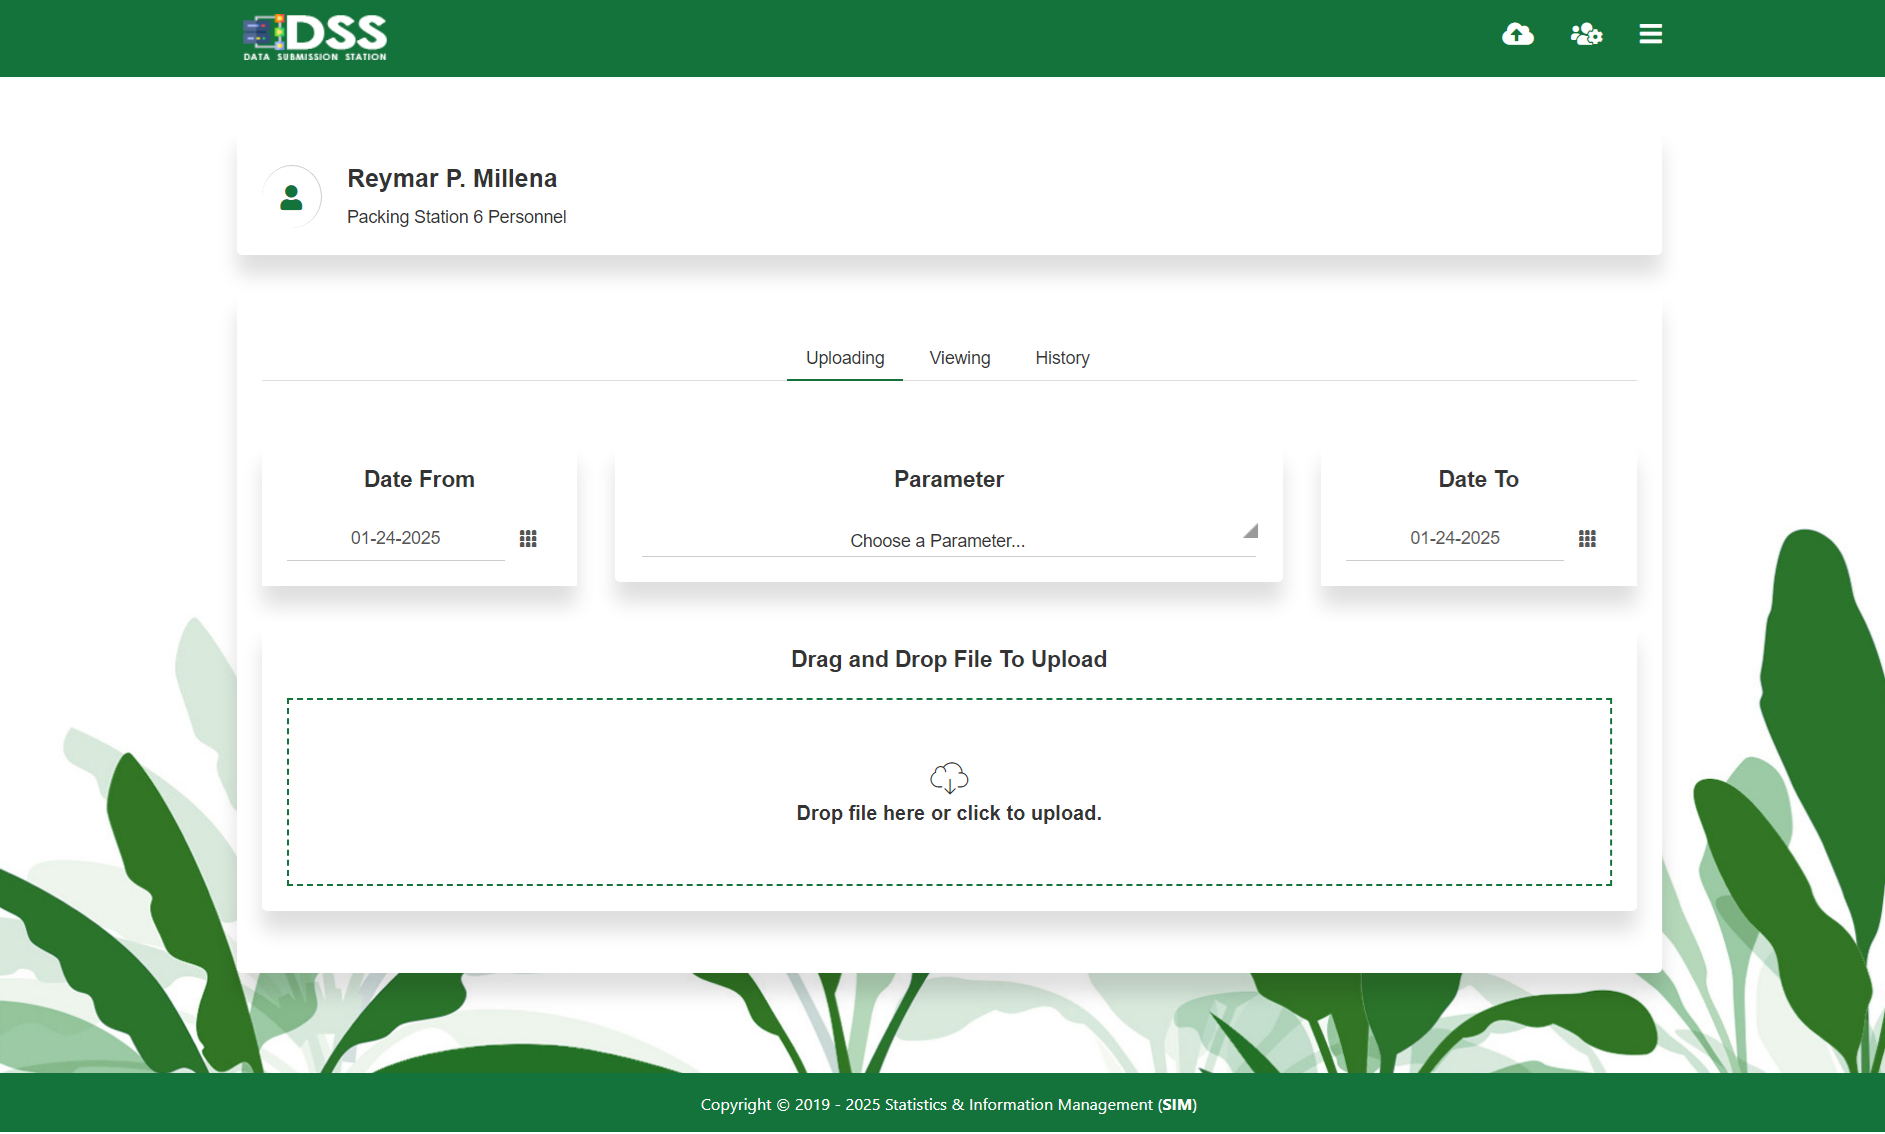 DSS
DATA SUBMISSION STATION
Reymar P. Millena
Packing Station 6 Personnel
Uploading
Viewing
History
Date From
01-24-2025
Parameter
Choose a Parameter...
Date To
01-24-2025
Drag and Drop File To Upload
Drop file here or click to upload.
Copyright © 2019 - 2025 Statistics & Information Management (SIM)